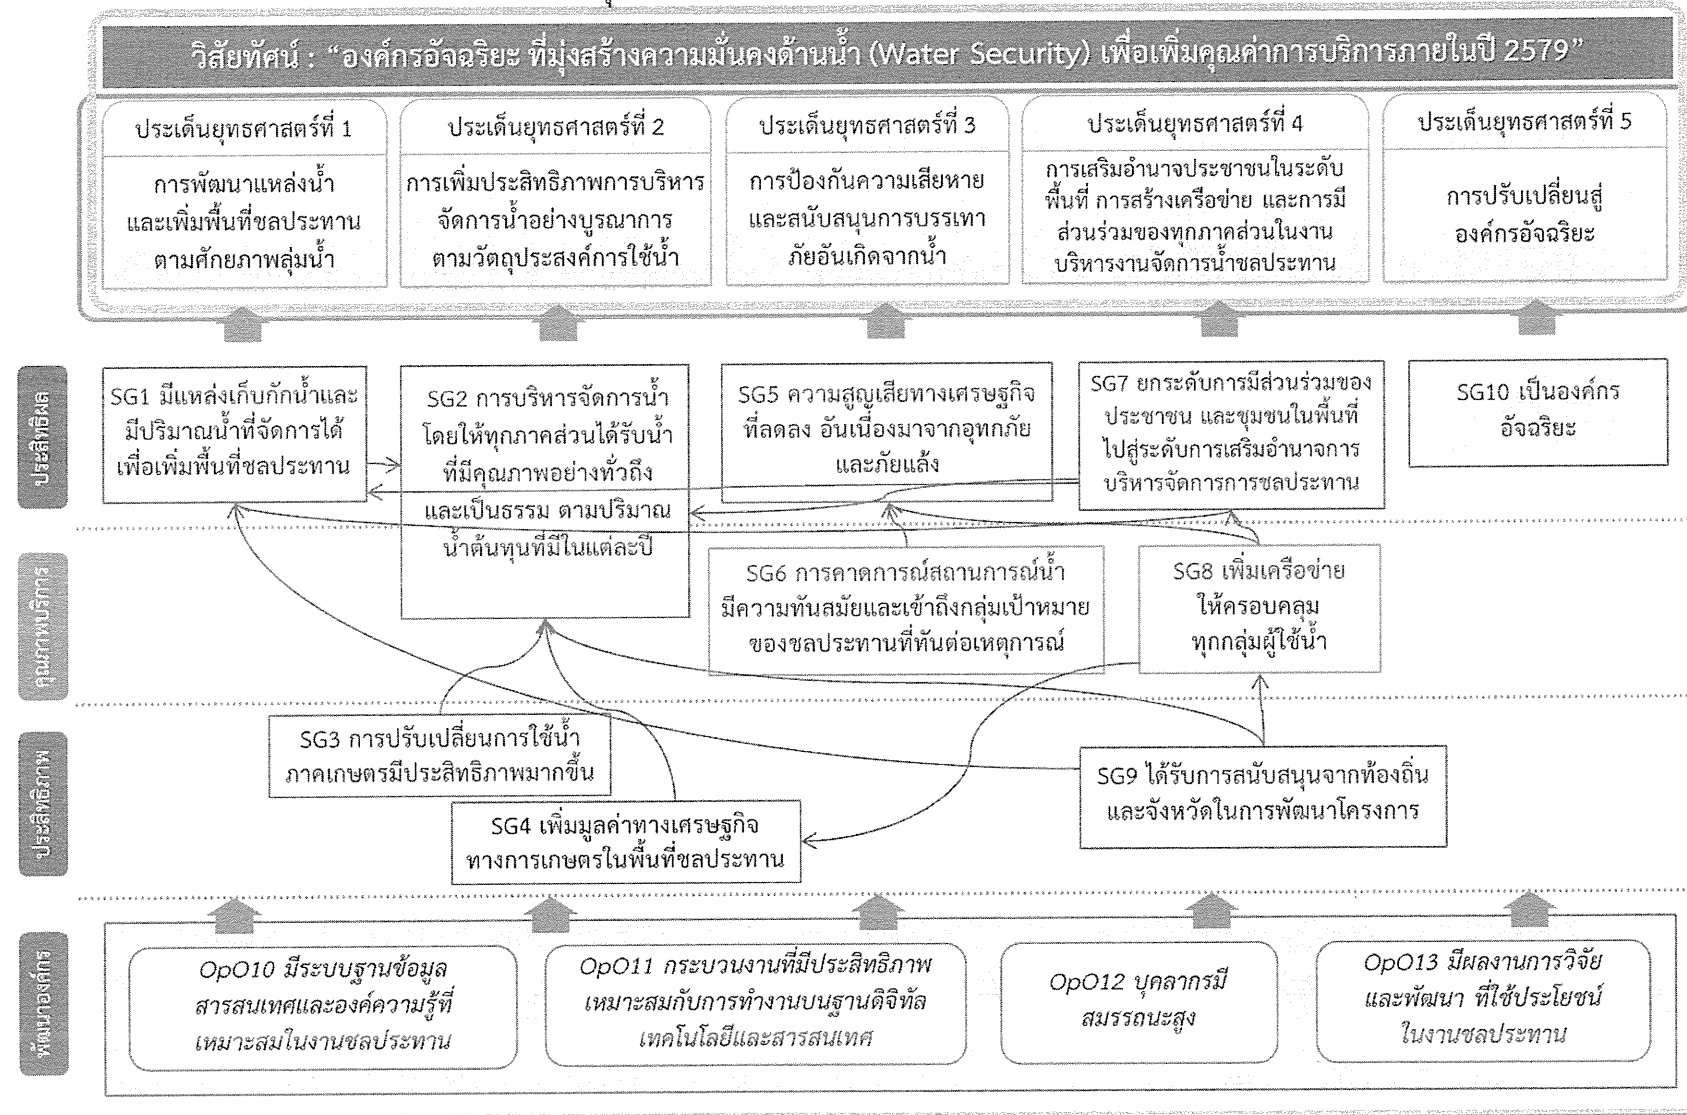 วิสัยทัศน์ : “องค์กรอัจฉริยะ ที่มุ่งสร้างความมั่นคงด้านน้ำ (Water Security) เพื่อเพิ่มคุณค่าการบริการภายในปี 2579”
ประเด็นยุทธศาสตร์ที่ 1
การพัฒนาแหล่งน้ำ
และเพิ่มพื้นที่ชลประทาน
ตามศักยภาพลุ่มน้ำ
ประเด็นยุทธศาสตร์ที่ 2
การเพิ่มประสิทธิภาพการบริหาร
จัดการน้ำอย่างบูรณาการ
ตามวัตถุประสงค์การใช้น้ำ
ประเด็นยุทธศาสตร์ที่ 3
การป้องกันความเสียหาย
และสนับสนุนการบรรเทา
ภัยอันเกิดจากน้ำ
ประเด็นยุทธศาสตร์ที่ 4
การเสริมอำนาจประชาชนในระดับ
พื้นที่ การสร้างเครือข่าย และการมี
ส่วนร่วมของทุกภาคส่วนในงาน
บริหารงานจัดการน้ำชลประทาน
ประเด็นยุทธศาสตร์ที่ 5
การปรับเปลี่ยนสู่
องค์กรอัจฉริยะ
ประสิทธิผล
SG1 มีแหล่งเก็บกักน้ำและ
มีปริมาณน้ำที่จัดการได้
เพื่อเพิ่มพื้นที่ชลประทาน
SG2 การบริหารจัดการน้ำ
โดยให้ทุกภาคส่วนได้รับน้ำ
ที่มีคุณภาพอย่างทั่วถึง
และเป็นธรรม ตามปริมาณ
น้ำต้นทุนที่มีในแต่ละปี
SG5 ความสูญเสียทางเศรษฐกิจ
ที่ลดลง อันเนื่องมาจากอุทกภัย
และภัยแล้ง
SG7 ยกระดับการมีส่วนร่วมของ
ประชาชน และชุมชนในพื้นที่
ไปสู่ระดับการเสริมอำนาจการ
บริหารจัดการการชลประทาน
SG10 เป็นองค์กร
อัจฉริยะ
คุณภาพบริการ
SG6 การคาดการณ์สถานการณ์น้ำ
มีความทันสมัยและเข้าถึงกลุ่มเป้าหมาย
ของชลประทานที่ทันต่อเหตุการณ์
SG8 เพิ่มเครือข่าย
ให้ครอบคลุม
ทุกกลุ่มผู้ใช้น้ำ
ประสิทธิภาพ
SG3 การปรับเปลี่ยนการใช้น้ำ
ภาคเกษตรมีประสิทธิภาพมากขึ้น
SG4 เพิ่มมูลค่าทางเศรษฐกิจ
ทางการเกษตรในพื้นที่ชลประทาน
SG9 ได้รับการสนับสนุนจากท้องถิ่น
และจังหวัดในการพัฒนาโครงการ
พัฒนาองค์กร
OpO10 มีระบบฐานข้อมูล
สารสนเทศและองค์ความรู้ที่
เหมาะสมในงานชลประทาน
OpO11 กระบวนงานที่มีประสิทธิภาพ
เหมาะสมกับการทำงานบนฐานดิจิทัล
เทคโนโลยีและสารสนเทศ
OpO12 บุคลากรมี
สมรรถนะสูง
OpO13 มีผลงานการวิจัย
และพัฒนา ที่ใช้ประโยชน์
ในงานชลประทาน